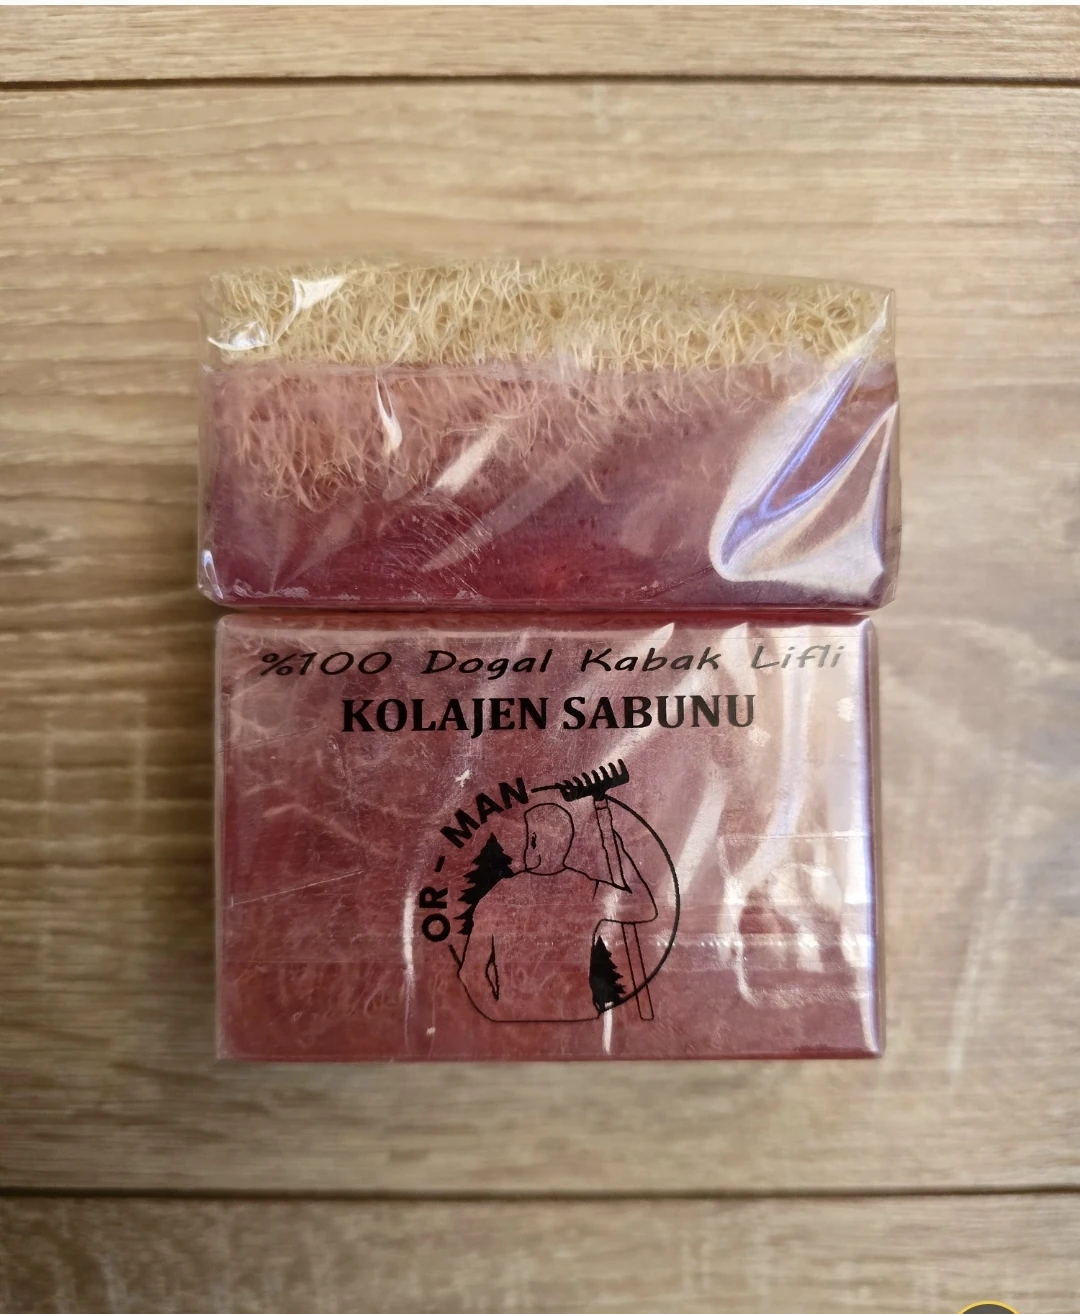 %100 Dogal Kabak Lifli
KOLAJEN SABUNU
OR - MAN